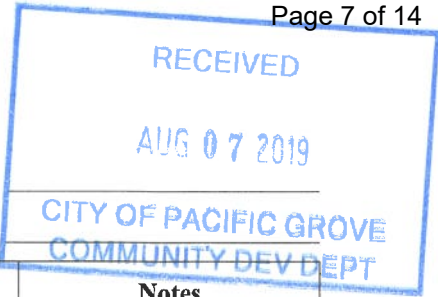 Page 7 of 14
RECEIVED
AUG 07 2019
CITY OF PACIFIC GROVE
COMMUNITY DEV DEPT
Notes